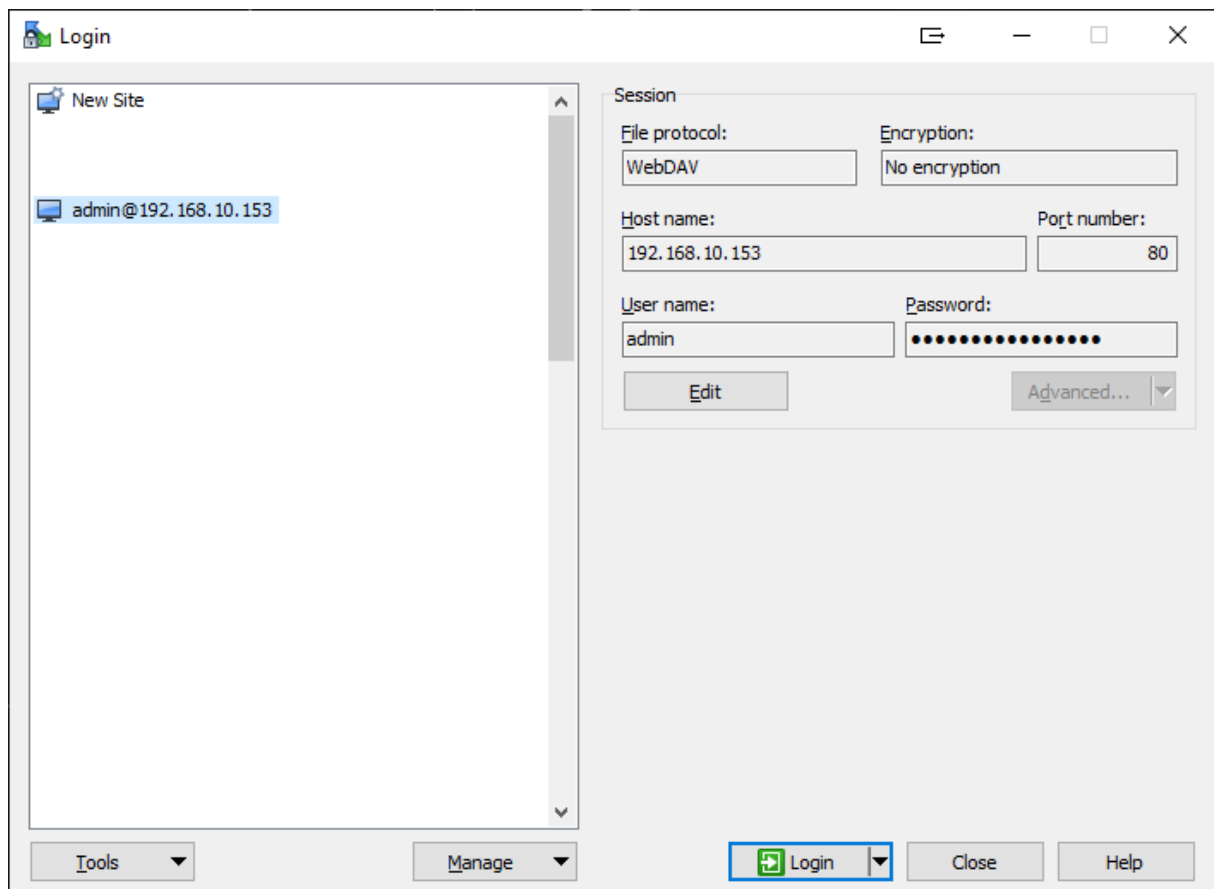 Login
New Site
admin@192.168.10.153
Session
File protocol:
Encryption:
WebDAV
No encryption
Host name:
Port number:
192.168.10.153
80
User name:
Password:
admin
••••••••••••••••
Edit
Advanced...
Tools
Manage
Login
Close
Help